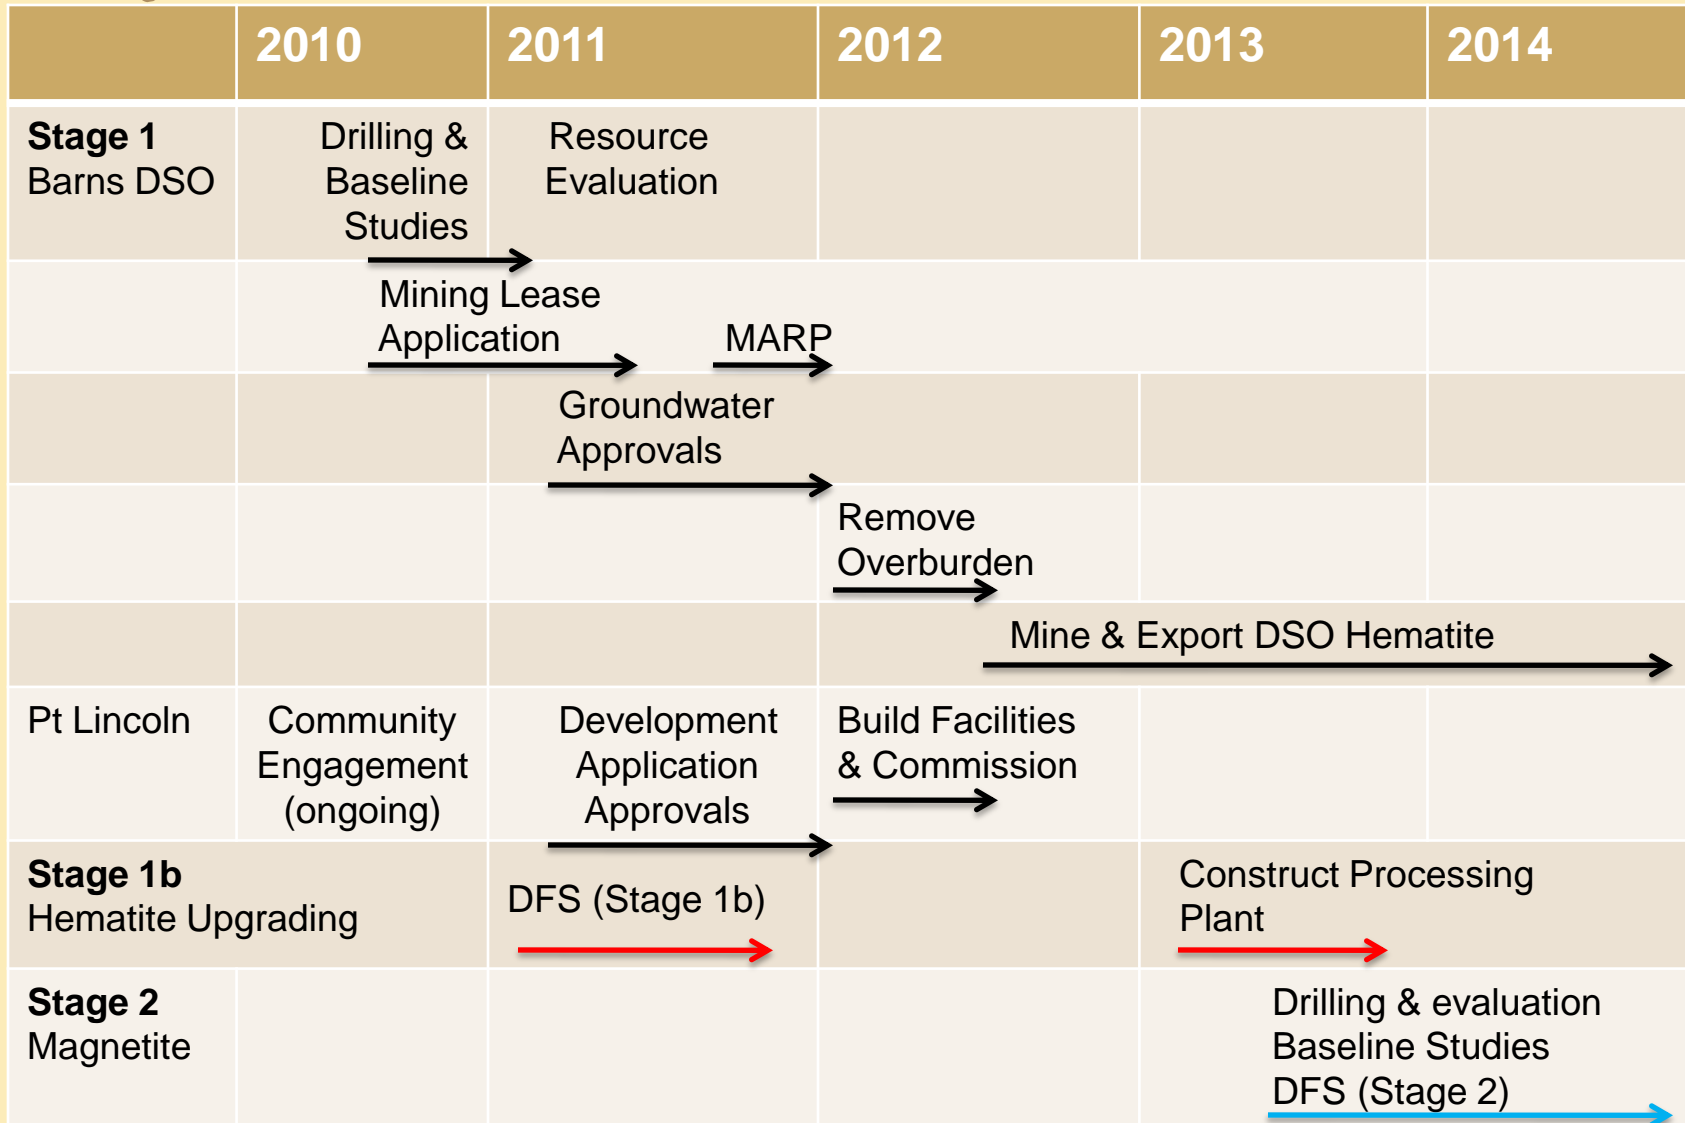 2010 2011 2012 2013 2014
Stage 1
Barns DSO
Drilling &
Baseline
Studies
Resource
Evaluation
Mining Lease
Application
MARP
Groundwater
Approvals
Remove
Overburden
Mine & Export DSO Hematite
Pt Lincoln
Community
Engagement
(ongoing)
Development
Application
Approvals
Build Facilities
& Commission
Stage 1b
Hematite Upgrading
DFS (Stage 1b)
Construct Processing
Plant
Stage 2
Magnetite
Drilling & evaluation
Baseline Studies
DFS (Stage 2)